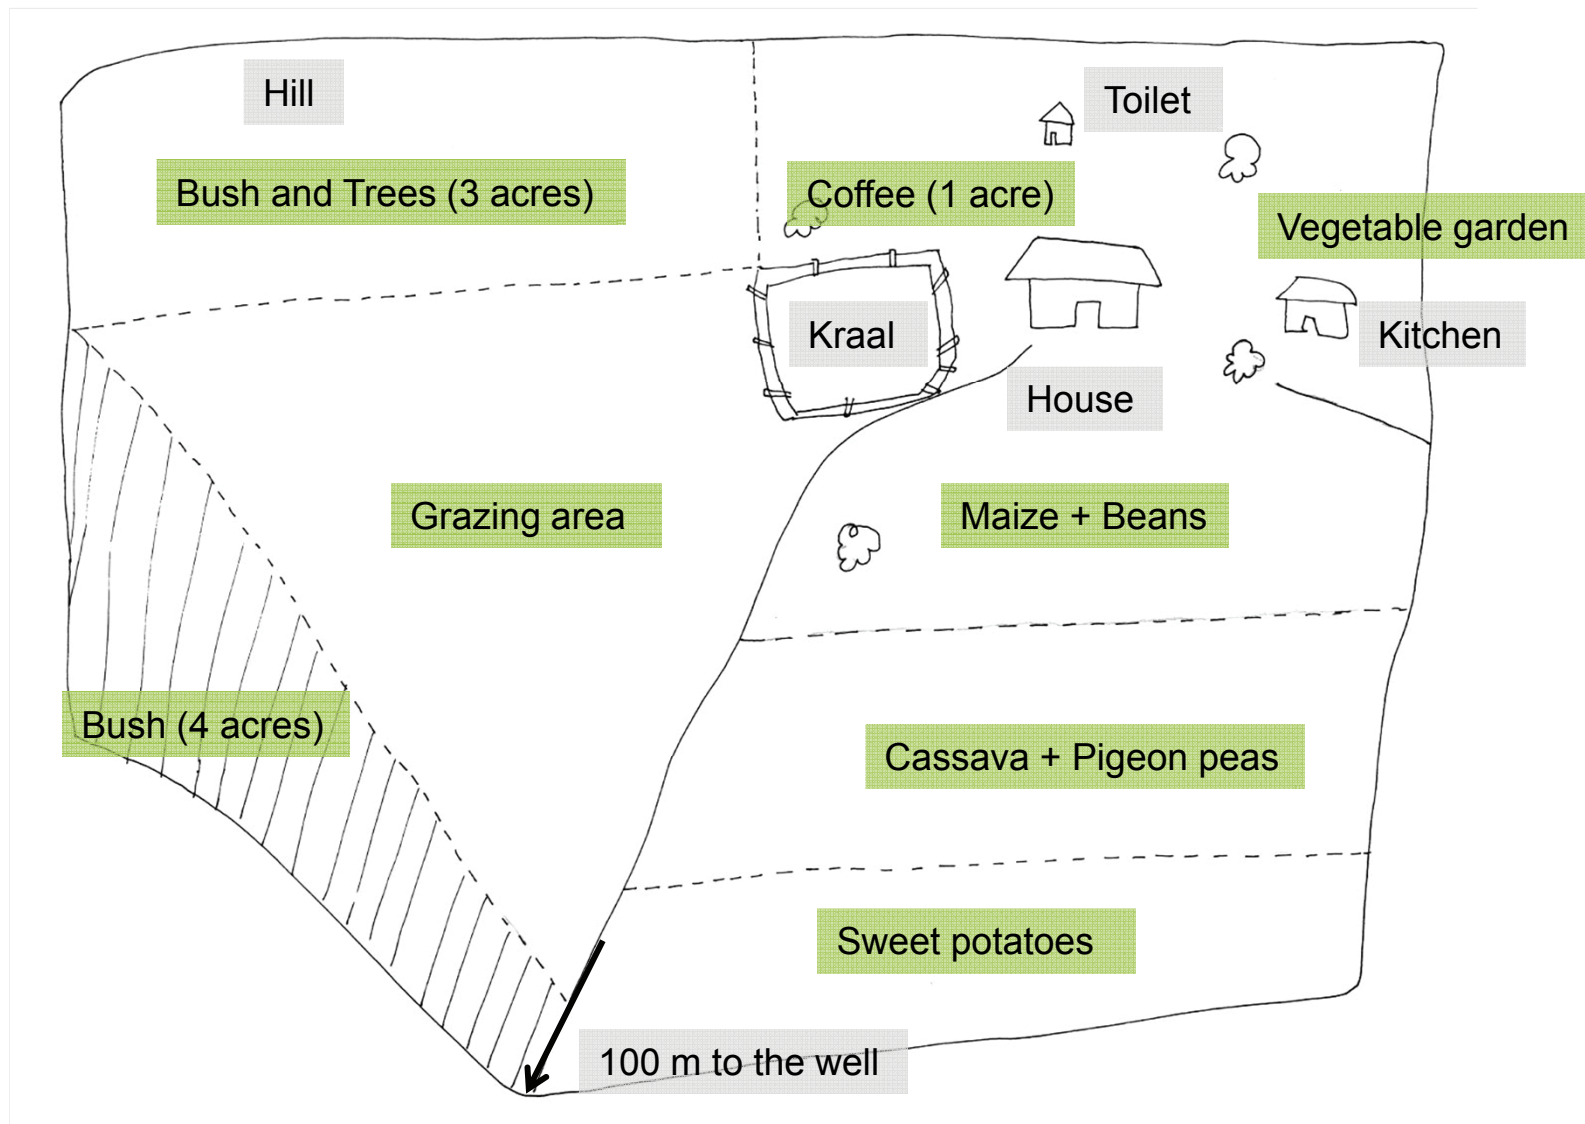 Hill
Toilet
Bush and Trees (3 acres)
Coffee (1 acre)
Vegetable garden
Kraal
Kitchen
House
Grazing area
Maize + Beans
Bush (4 acres)
Cassava + Pigeon peas
Sweet potatoes
100 m to the well